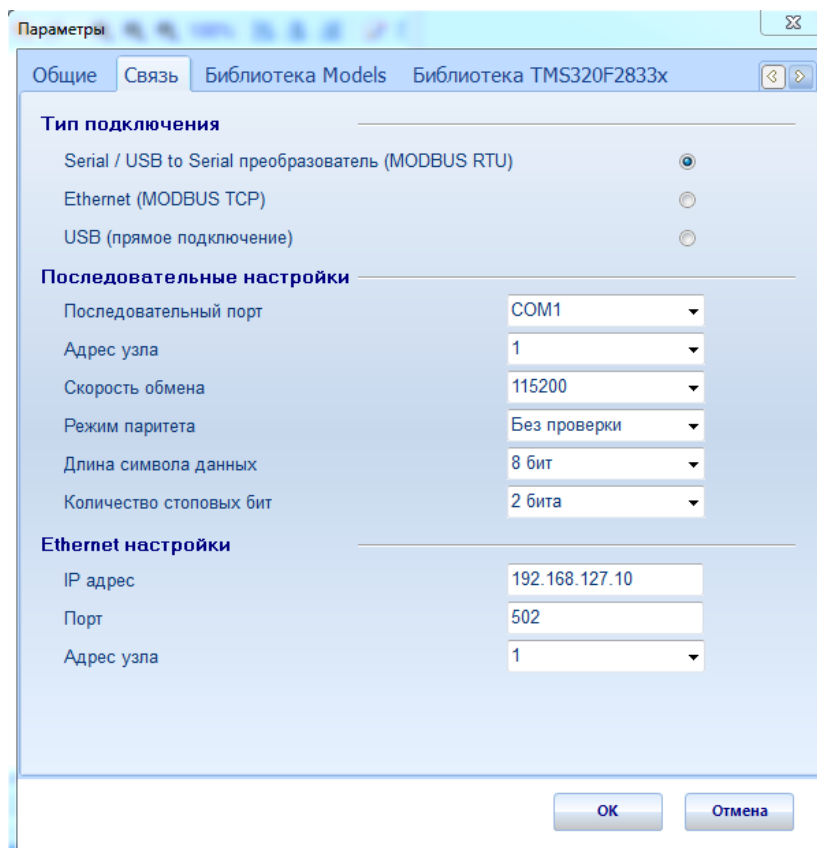 Параметры
Общие Связь Библиотека Models Библиотека TMS320F2833x
Тип подключения
Serial / USB to Serial преобразователь (MODBUS RTU)
Ethernet (MODBUS TCP)
USB (прямое подключение)
Последовательные настройки
Последовательный порт COM1
Адрес узла 1
Скорость обмена 115200
Режим паритета Без проверки
Длина символа данных 8 бит
Количество стоповых бит 2 бита
Ethernet настройки
IP адрес 192.168.127.10
Порт 502
Адрес узла 1
ОК Отмена